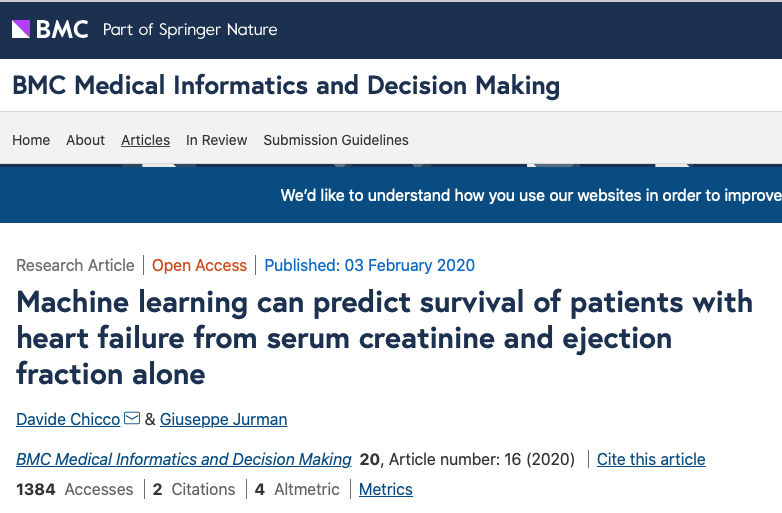 BMC Part of Springer Nature
BMC Medical Informatics and Decision Making
Home About Articles In Review Submission Guidelines
We'd like to understand how you use our websites in order to improve
Research Article | Open Access | Published: 03 February 2020
Machine learning can predict survival of patients with
heart failure from serum creatinine and ejection
fraction alone
Davide Chicco & Giuseppe Jurman
BMC Medical Informatics and Decision Making 20, Article number: 16 (2020) | Cite this article
1384 Accesses | 2 Citations | 4 Altmetric | Metrics